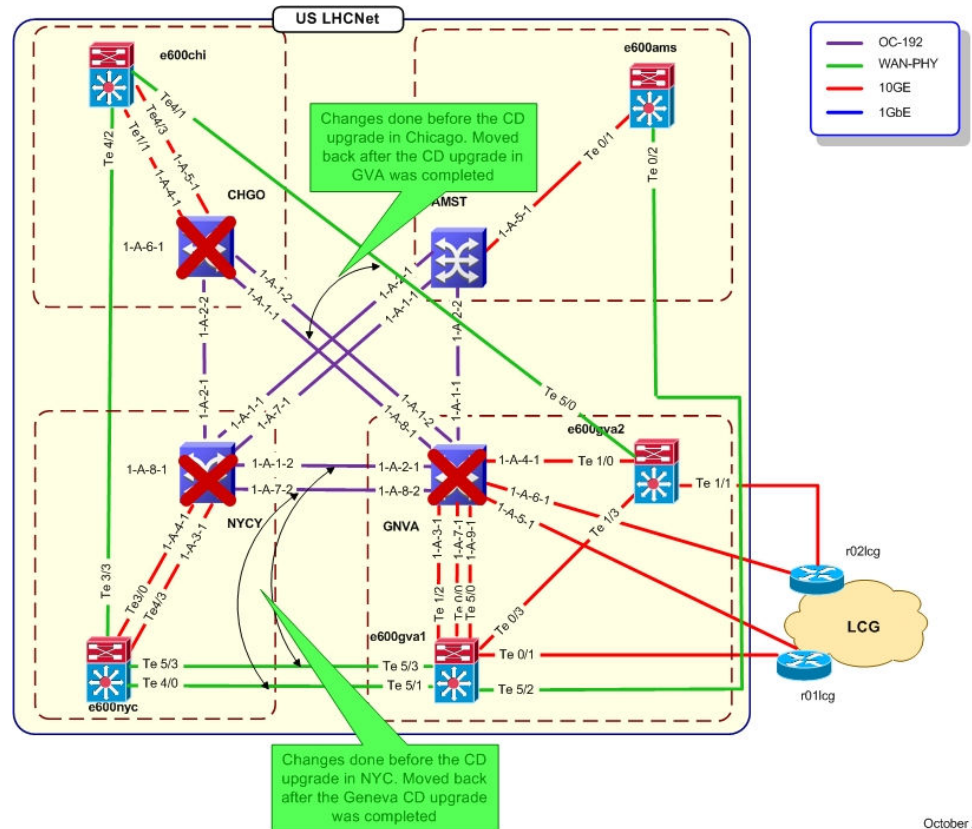 US LHCNet
OC-192
WAN-PHY
10GE
1GbE
e600chi
e600ams
Te4/1
Te4/3
Te1/1
Te 4/2
1-A-5-1
1-A-4-1
Changes done before the CD
upgrade in Chicago. Moved
back after the CD upgrade in
GVA was completed
Te 0/1
Te 0/2
1-A-5-1
CHGO
AMST
1-A-6-1
1-A-1-2
1-A-1-1
1-A-2-1
1-A-1-1
1-A-2-2
1-A-2-2
1-A-2-1
1-A-1-1
1-A-7-1
1-A-1-2
1-A-8-1
1-A-1-1
Te 5/0
e600gva2
1-A-8-1
1-A-1-2
1-A-2-1
1-A-4-1
Te 1/0
1-A-7-2
1-A-8-2
1-A-6-1
1-A-5-1
Te 1/1
Te 1/3
NYCY
GNVA
1-A-4-1
1-A-3-1
1-A-3-1
1-A-7-1
1-A-9-1
r02lcg
Te 3/3
Te3/0
Te4/3
Te 1/2
Te 0/0
Te 5/0
Te 0/3
LCG
e600gva1
Te 5/3
Te 5/3
Te 0/1
Te 4/0
Te 5/1
Te 5/2
r01lcg
e600nyc
Changes done before the CD
upgrade in NYC. Moved back
after the Geneva CD upgrade
was completed
October